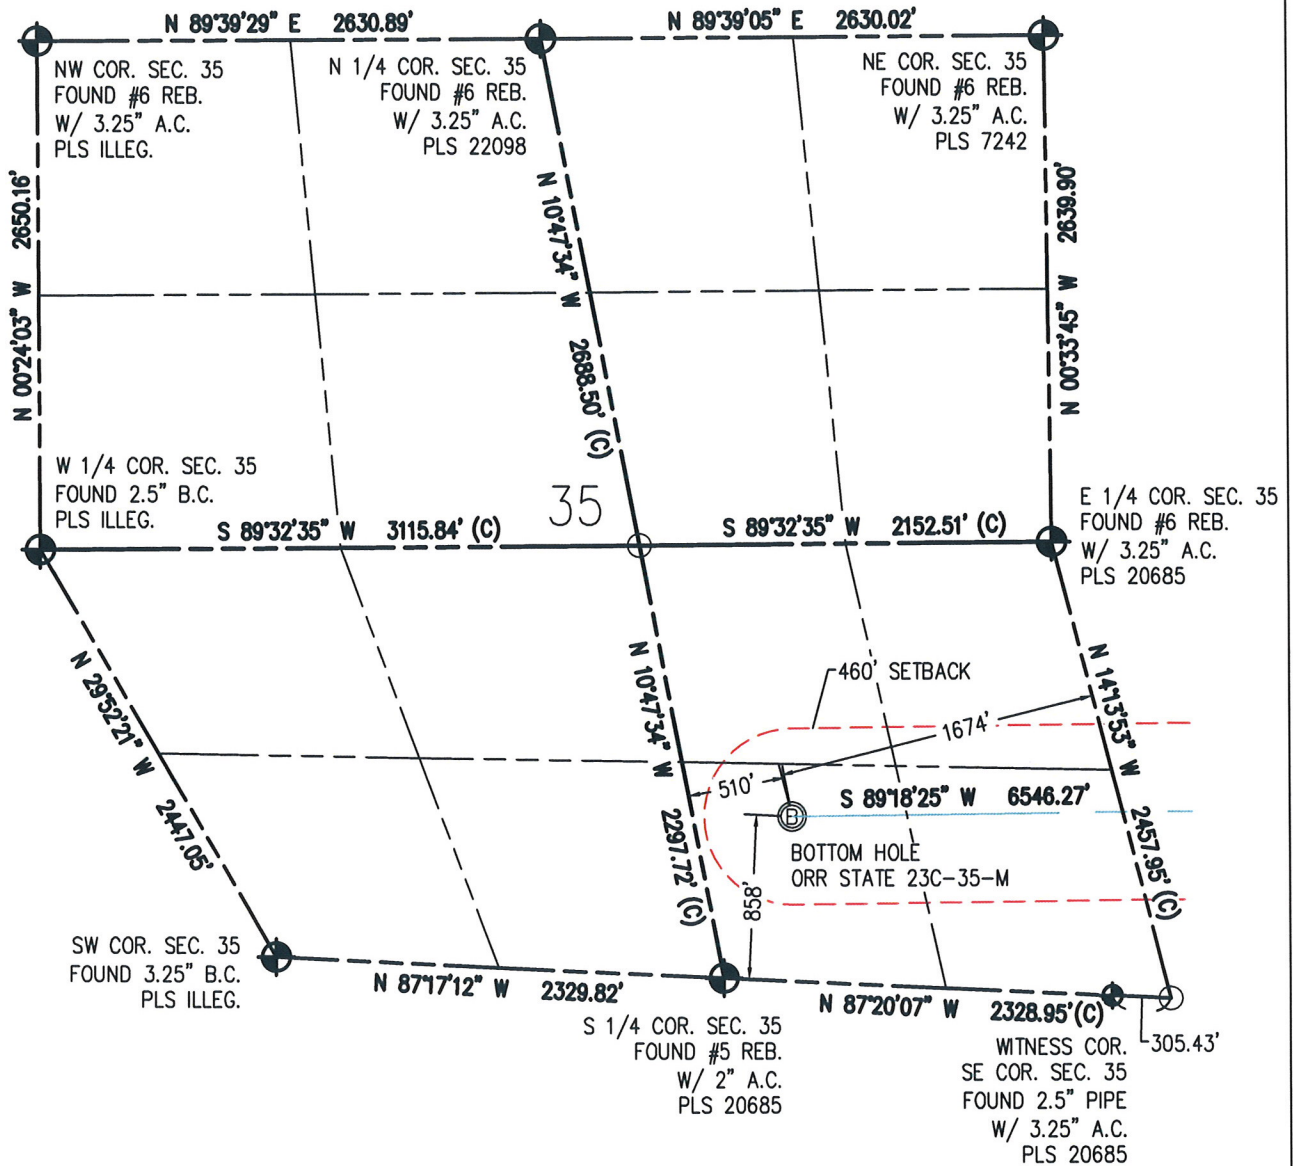 N 89°39'29" E 2630.89'
N 89°39'05" E 2630.02'
NW COR. SEC. 35
FOUND #6 REB.
W/ 3.25" A.C.
PLS ILLEG.
N 1/4 COR. SEC. 35
FOUND #6 REB.
W/ 3.25" A.C.
PLS 22098
NE COR. SEC. 35
FOUND #6 REB.
W/ 3.25" A.C.
PLS 7242
N 00°24'03" W 2650.16'
N 10°47'34" W 2688.50' (C)
N 00°33'45" W 2639.90'
W 1/4 COR. SEC. 35
FOUND 2.5" B.C.
PLS ILLEG.
35
S 89°32'35" W 3115.84' (C)
S 89°32'35" W 2152.51' (C)
E 1/4 COR. SEC. 35
FOUND #6 REB.
W/ 3.25" A.C.
PLS 20685
N 29°52'21" W 2447.05'
N 10°47'34" W 2297.72' (C)
N 14°13'53" W 2457.95' (C)
460' SETBACK
1674'
510'
S 89°18'25" W 6546.27'
B
BOTTOM HOLE
ORR STATE 23C-35-M
858'
SW COR. SEC. 35
FOUND 3.25" B.C.
PLS ILLEG.
N 87°17'12" W 2329.82'
N 87°20'07" W 2328.95'(C)
S 1/4 COR. SEC. 35
FOUND #5 REB.
W/ 2" A.C.
PLS 20685
305.43'
WITNESS COR.
SE COR. SEC. 35
FOUND 2.5" PIPE
W/ 3.25" A.C.
PLS 20685